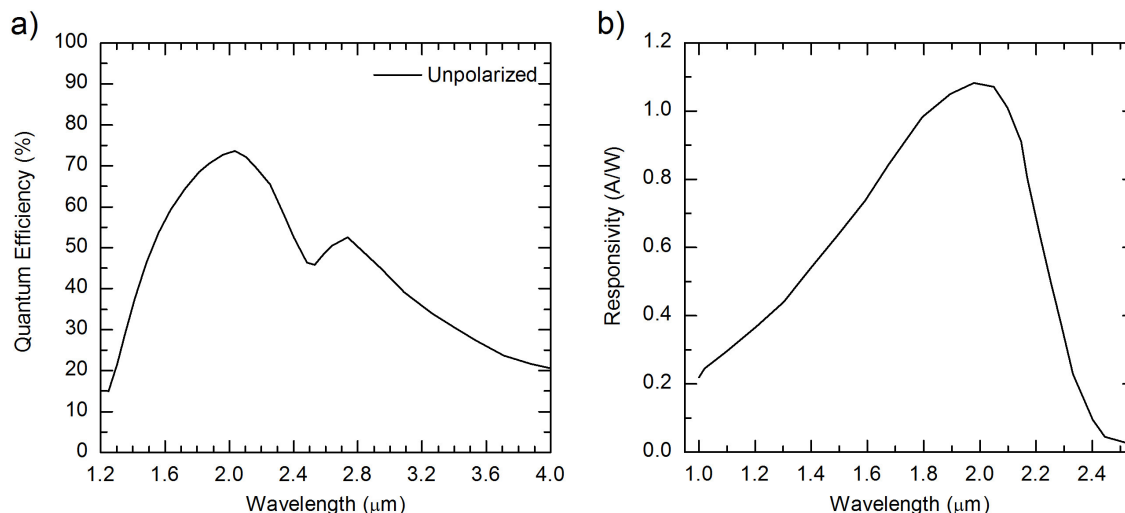 a)
100
90
80
70
60
50
40
30
20
10
0
Quantum Efficiency (%)
Unpolarized
1.2 1.6 2.0 2.4 2.8 3.2 3.6 4.0
Wavelength (μm)
b)
1.2
1.0
0.8
0.6
0.4
0.2
0.0
Responsivity (A/W)
1.0 1.2 1.4 1.6 1.8 2.0 2.2 2.4
Wavelength (μm)